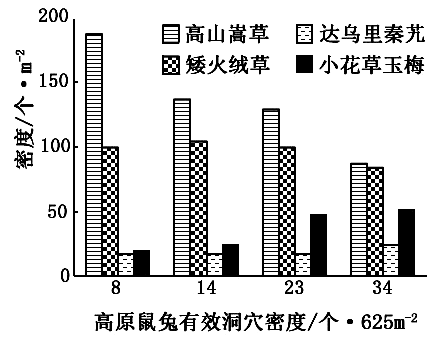 200
150
100
50
0
密度/个·m-2
高山嵩草 达乌里秦艽
矮火绒草 小花草玉梅
8 14 23 34
高原鼠兔有效洞穴密度/个·625m-2